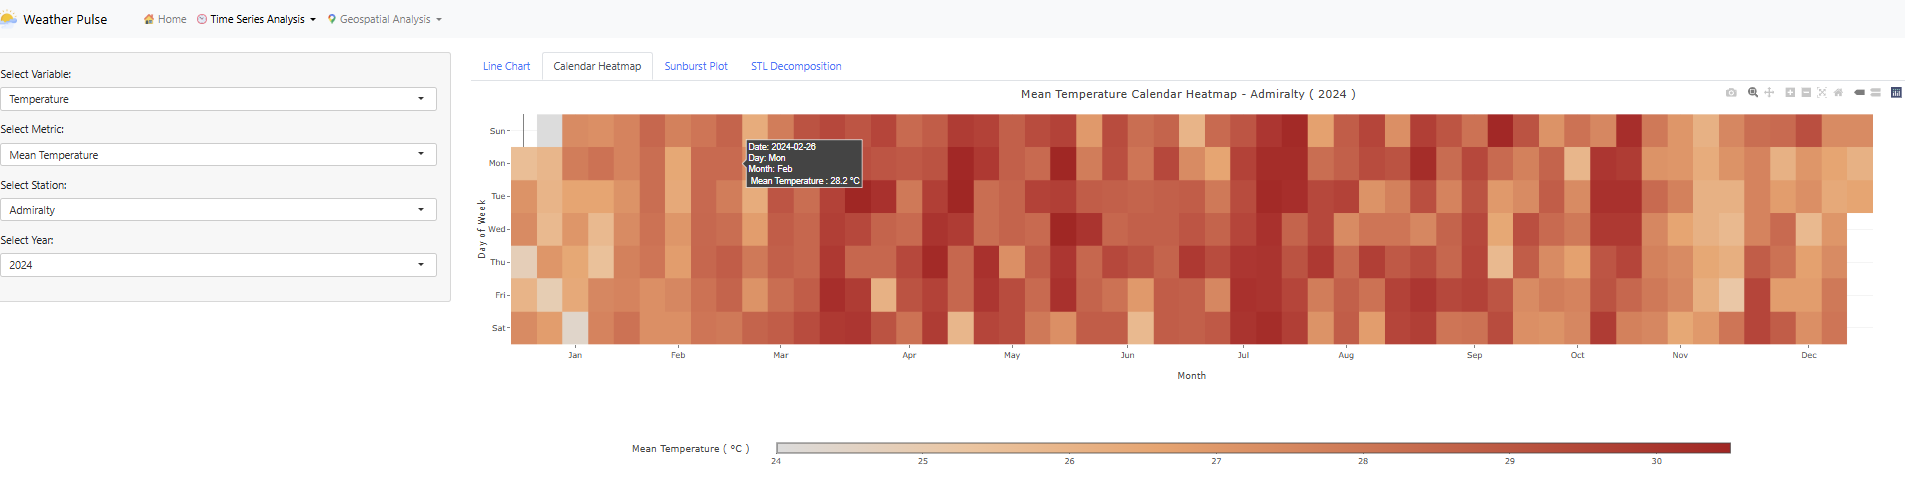 Weather Pulse
Home
Time Series Analysis
Geospatial Analysis
Select Variable:
Temperature
Select Metric:
Mean Temperature
Select Station:
Admiralty
Select Year:
2024
Line Chart
Calendar Heatmap
Sunburst Plot
STL Decomposition
Mean Temperature Calendar Heatmap - Admiralty ( 2024 )
Day of Week
Sun
Mon
Tue
Wed
Thu
Fri
Sat
Date: 2024-02-26
Day: Mon
Month: Feb
Mean Temperature : 28.2 °C
Jan Feb Mar Apr May Jun Jul Aug Sep Oct Nov Dec
Month
Mean Temperature ( °C )
24 25 26 27 28 29 30